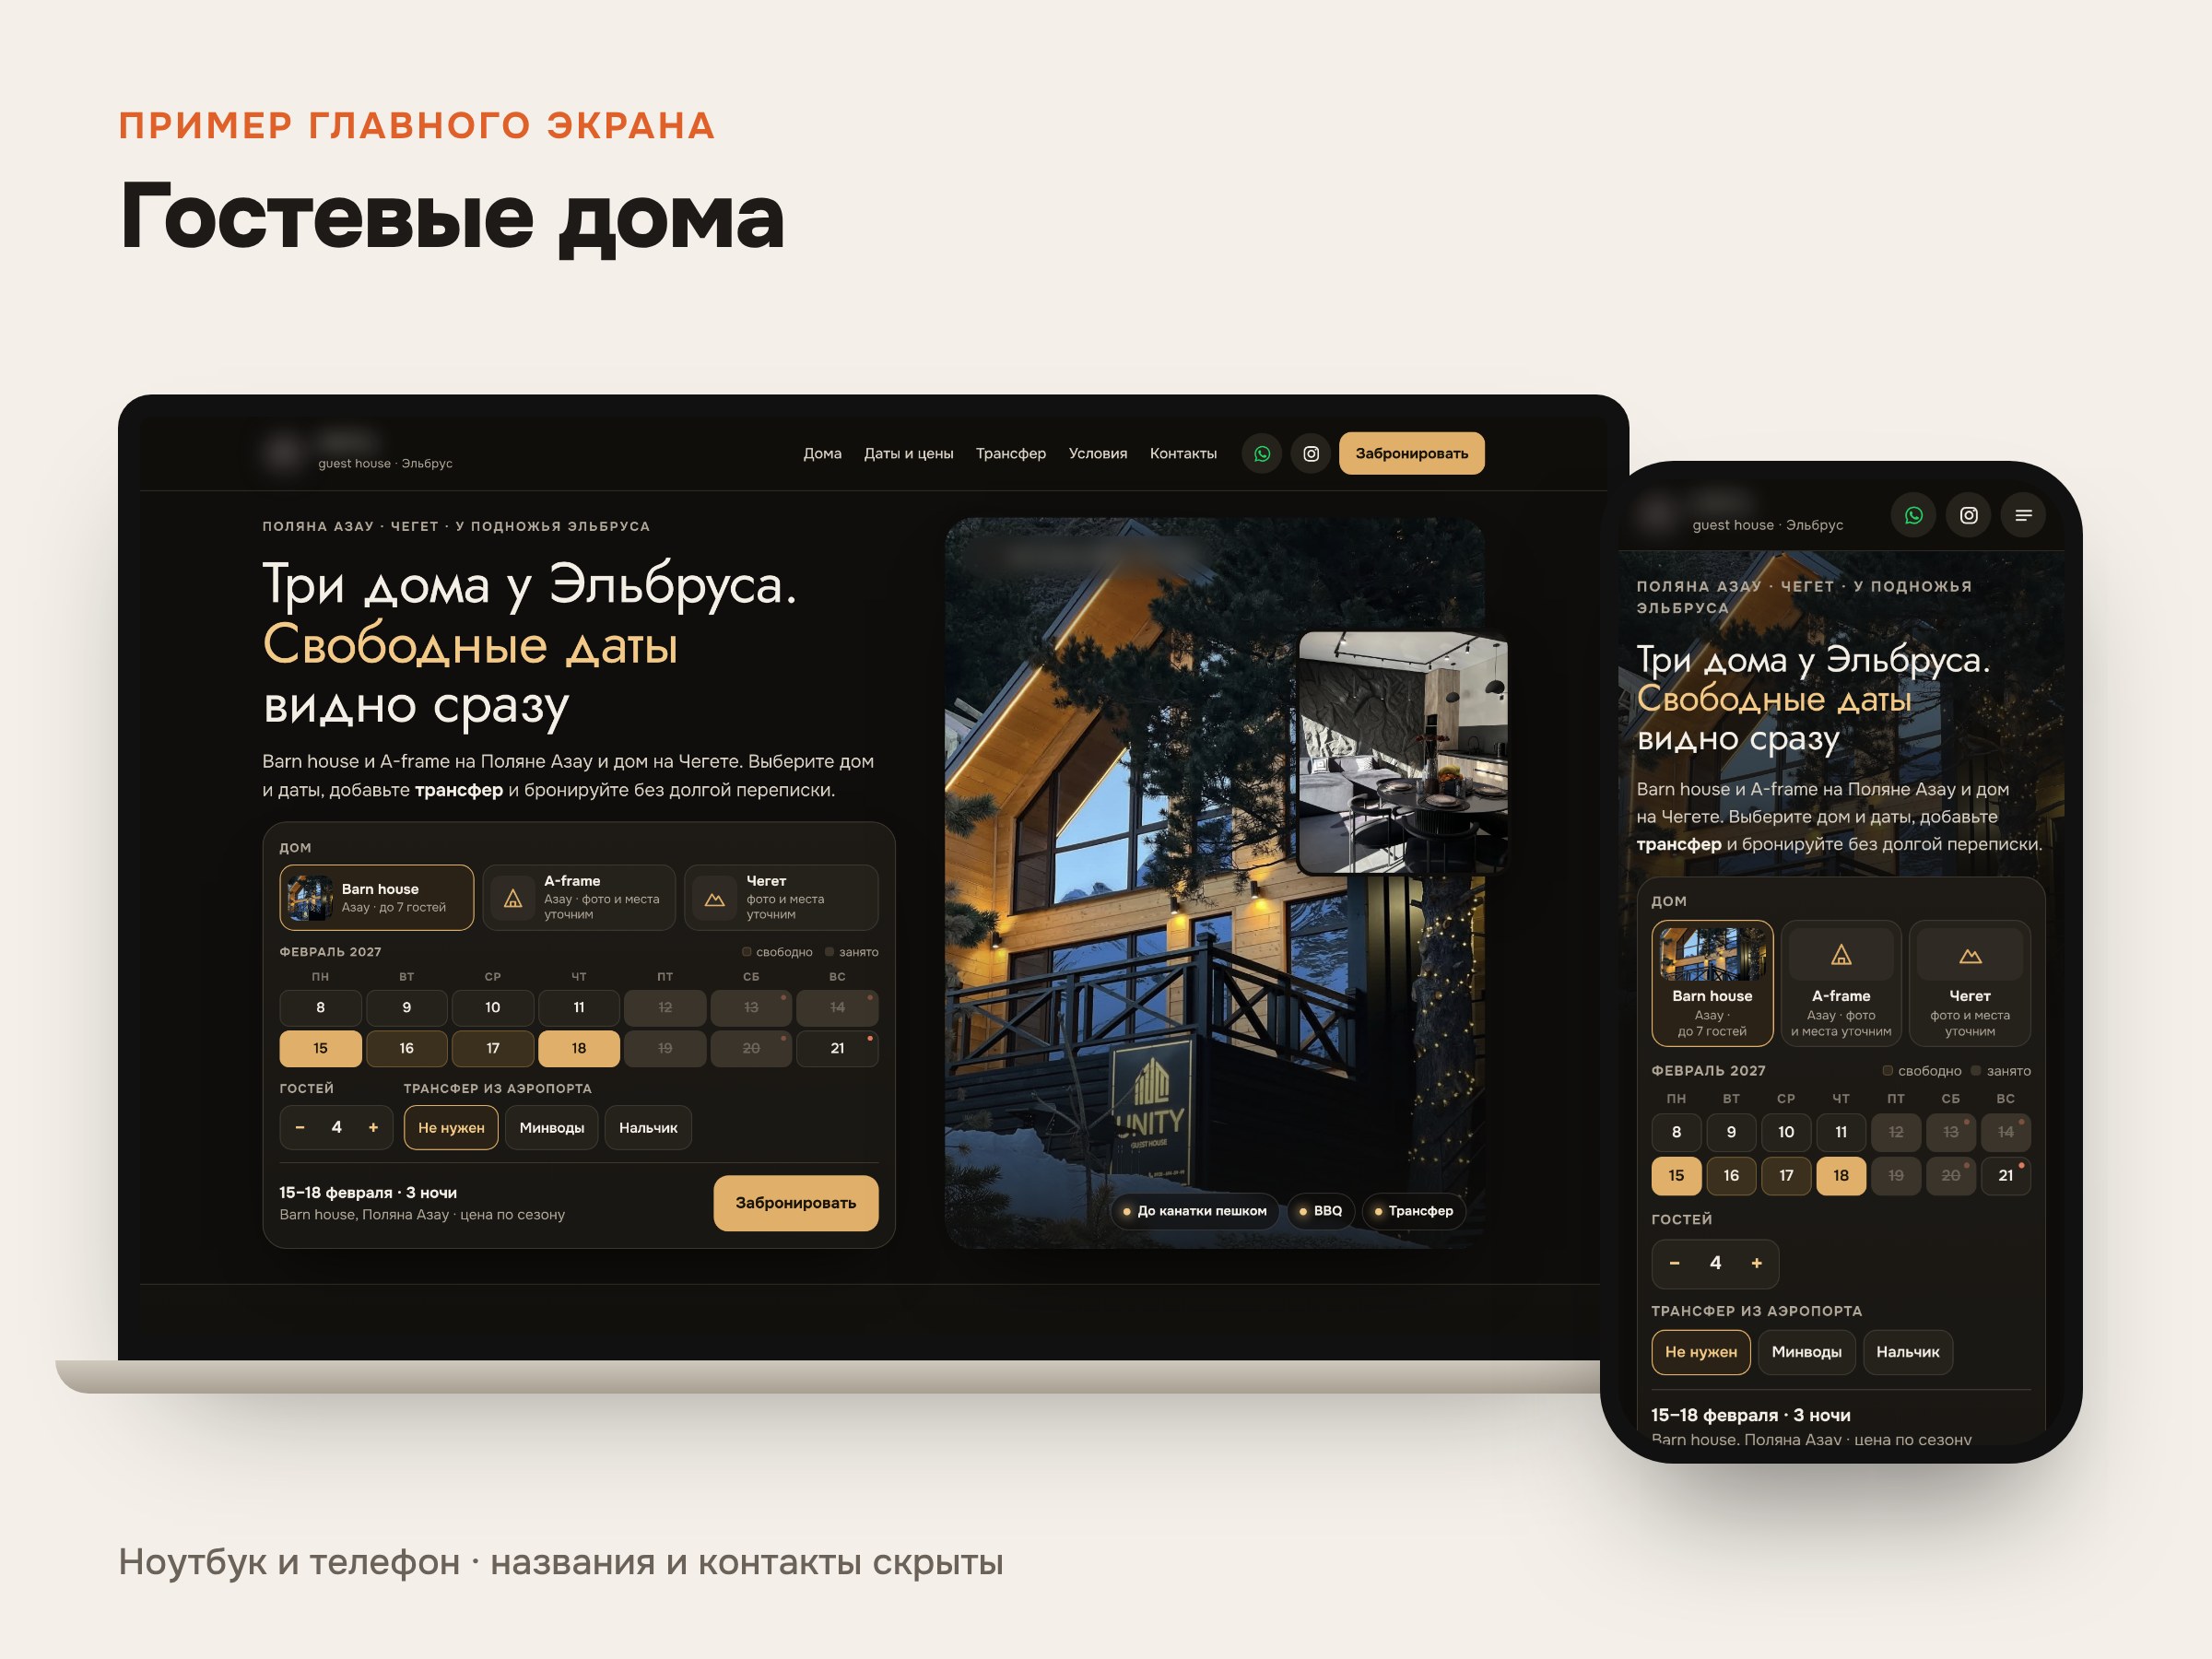 ПРИМЕР ГЛАВНОГО ЭКРАНА
Гостевые дома
guest house · Эльбрус
Дома
Даты и цены
Трансфер
Условия
Контакты
Забронировать
ПОЛЯНА АЗАУ · ЧЕГЕТ · У ПОДНОЖЬЯ ЭЛЬБРУСА
Три дома у Эльбруса.
Свободные даты
видно сразу
Barn house и A-frame на Поляне Азау и дом на Чегете. Выберите дом
и даты, добавьте трансфер и бронируйте без долгой переписки.
ДОМ
Barn house
Азау · до 7 гостей
A-frame
Азау · фото и места
уточним
Чегет
фото и места
уточним
ФЕВРАЛЬ 2027
свободно
занято
ПН ВТ СР ЧТ ПТ СБ ВС
8 9 10 11 12 13 14
15 16 17 18 19 20 21
ГОСТЕЙ
− 4 +
ТРАНСФЕР ИЗ АЭРОПОРТА
Не нужен
Минводы
Нальчик
15–18 февраля · 3 ночи
Barn house, Поляна Азау · цена по сезону
Забронировать
UNITY
GUEST HOUSE
До канатки пешком
BBQ
Трансфер
guest house · Эльбрус
ПОЛЯНА АЗАУ · ЧЕГЕТ · У ПОДНОЖЬЯ
ЭЛЬБРУСА
Три дома у Эльбруса.
Свободные даты
видно сразу
Barn house и A-frame на Поляне Азау и дом
на Чегете. Выберите дом и даты, добавьте
трансфер и бронируйте без долгой переписки.
ДОМ
Barn house
Азау ·
до 7 гостей
A-frame
Азау · фото
и места уточним
Чегет
фото и места
уточним
ФЕВРАЛЬ 2027
свободно
занято
ПН ВТ СР ЧТ ПТ СБ ВС
8 9 10 11 12 13 14
15 16 17 18 19 20 21
ГОСТЕЙ
− 4 +
ТРАНСФЕР ИЗ АЭРОПОРТА
Не нужен
Минводы
Нальчик
15–18 февраля · 3 ночи
Barn house, Поляна Азау · цена по сезону
Ноутбук и телефон · названия и контакты скрыты